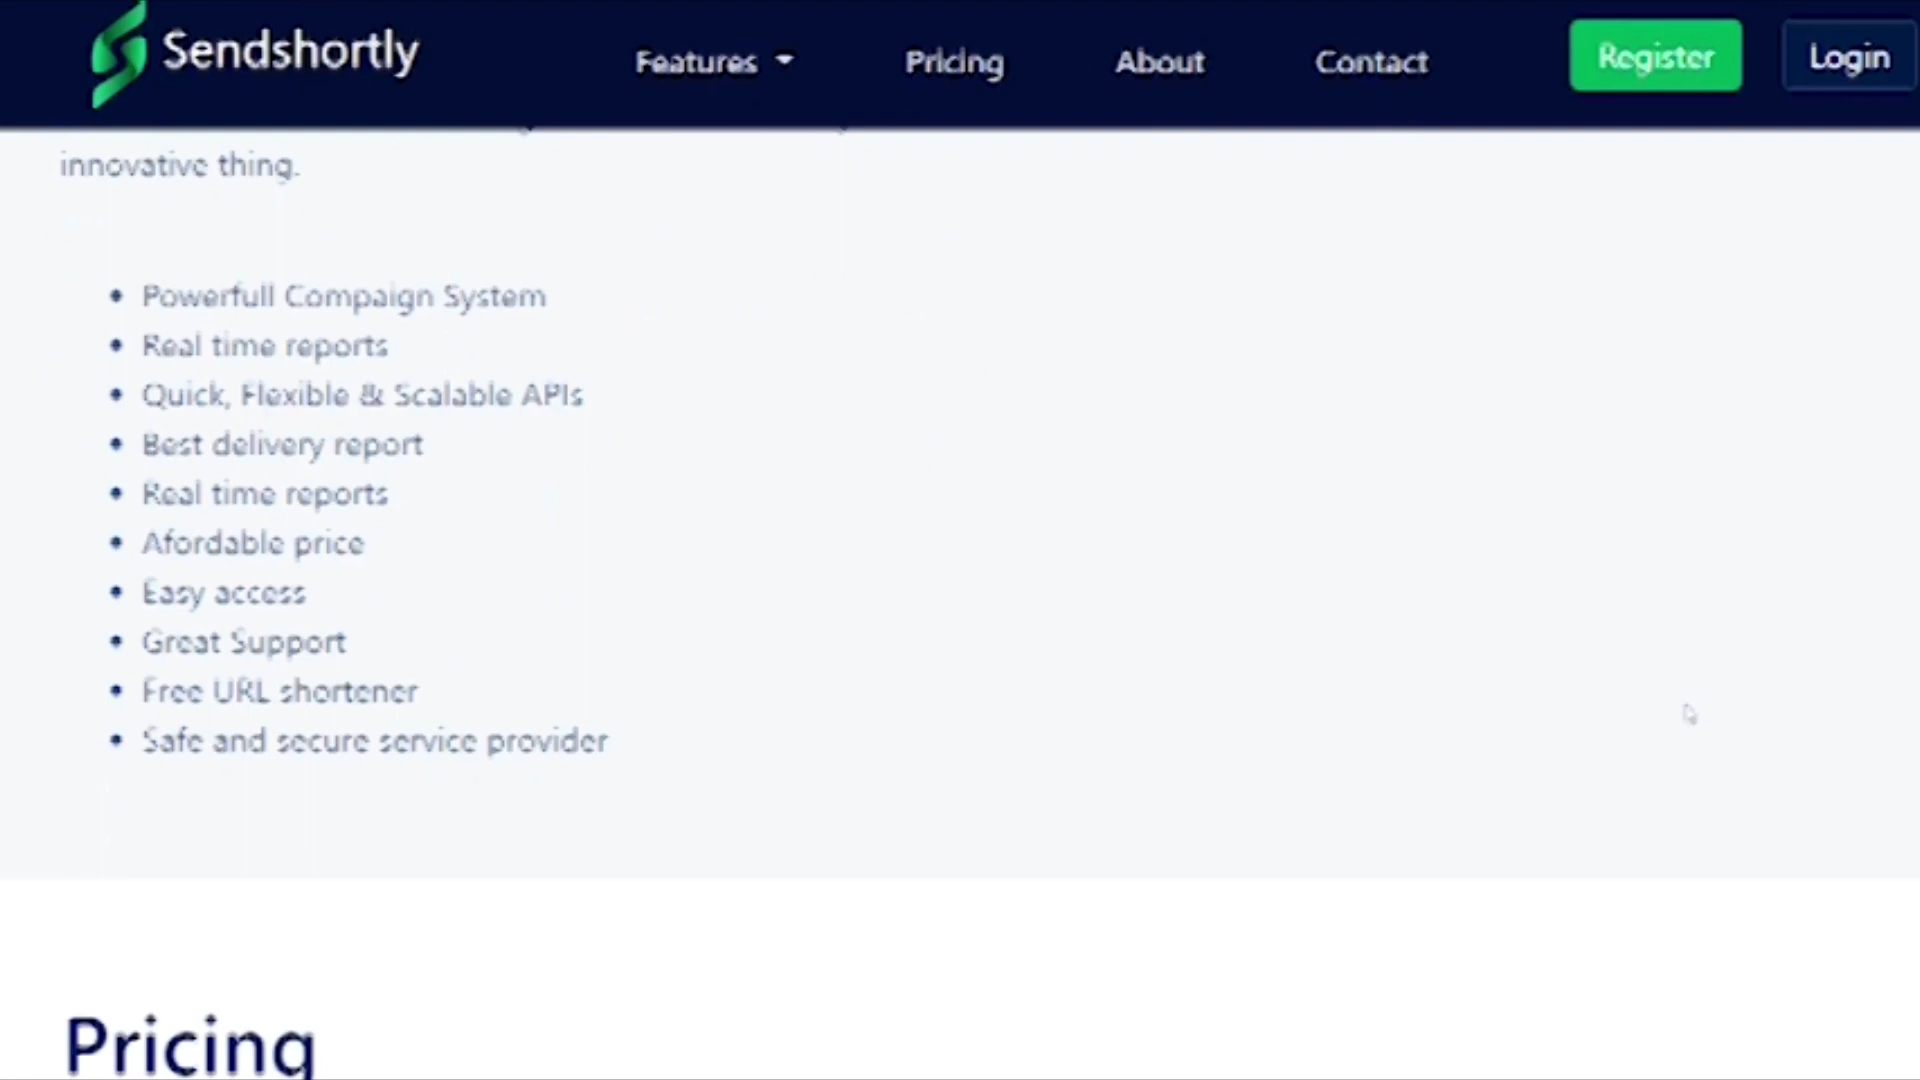 Sendshortly
Features
Pricing
About
Contact
Register
Login
innovative thing.
Powerfull Compaign System
Real time reports
Quick, Flexible & Scalable APIs
Best delivery report
Real time reports
Afordable price
Easy access
Great Support
Free URL shortener
Safe and secure service provider
Pricing